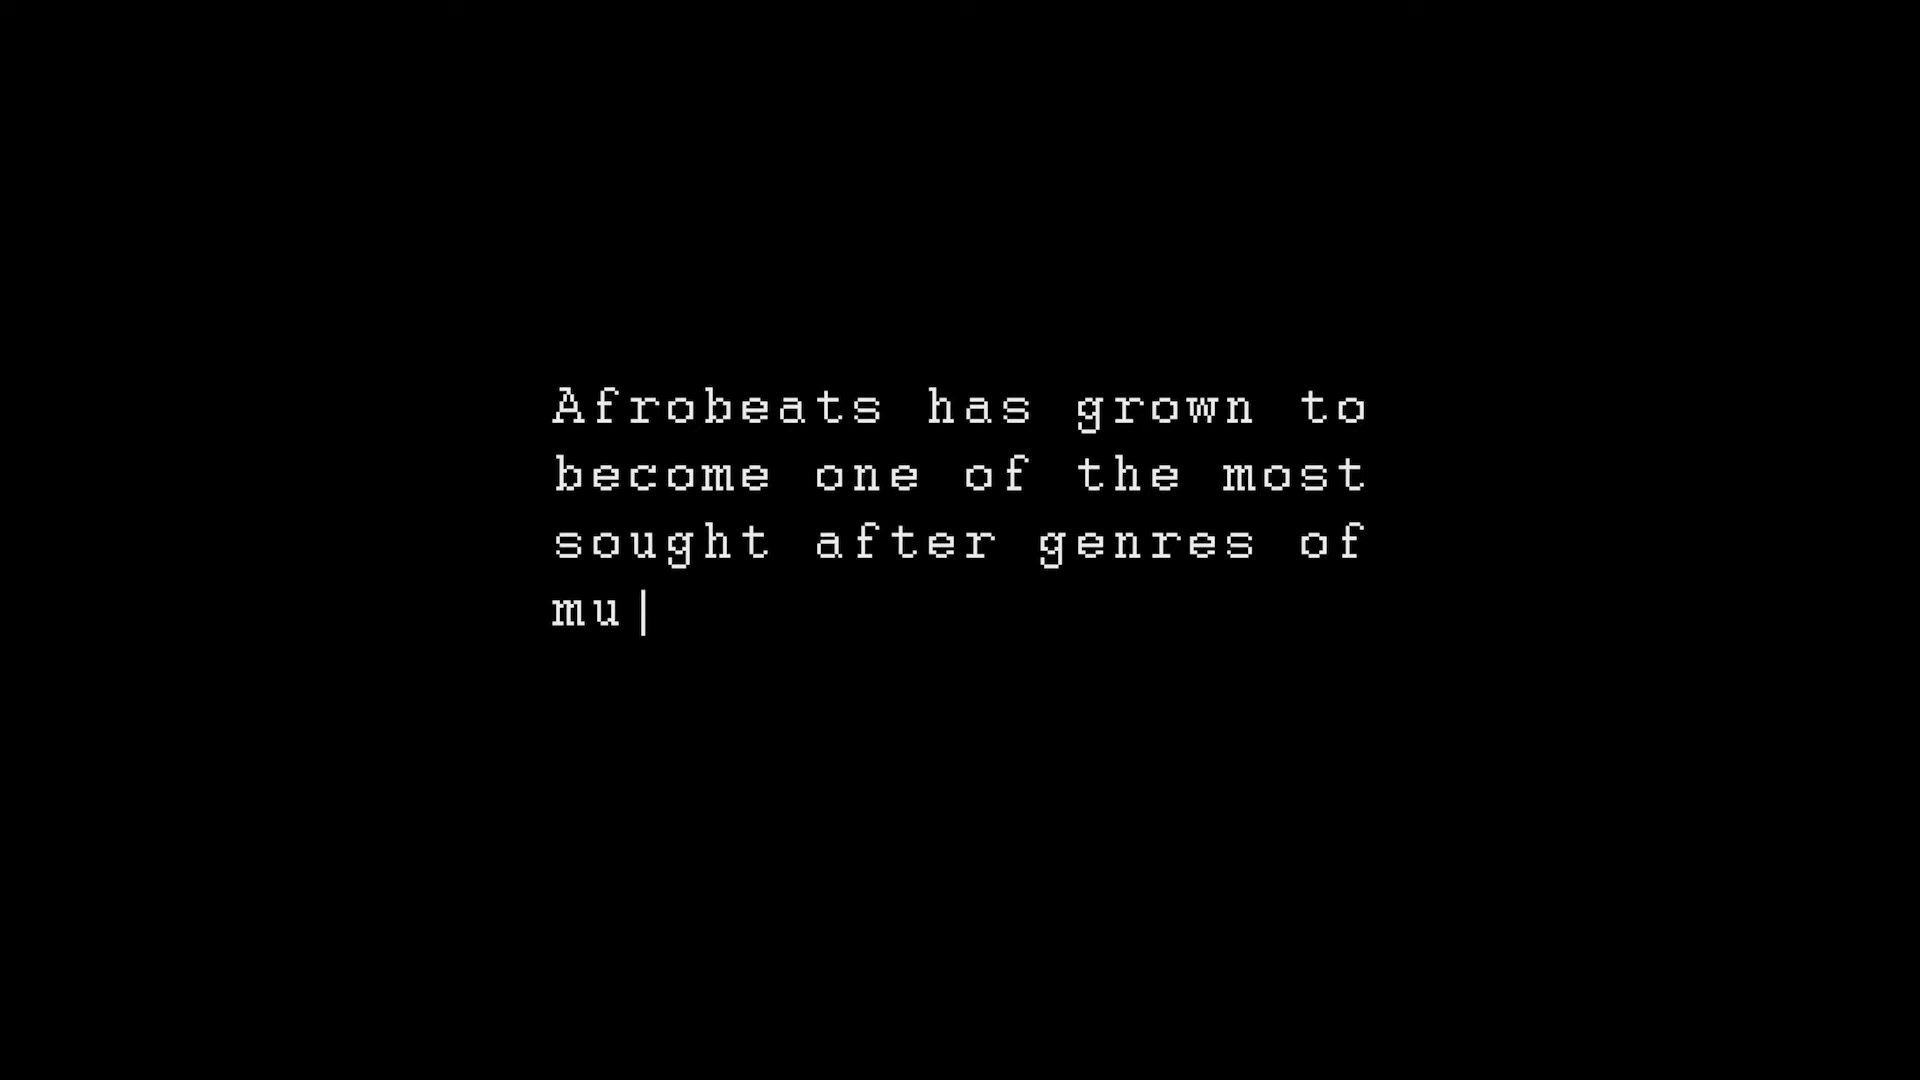 Afrobeats has grown to
become one of the most
sought after genres of
mu|